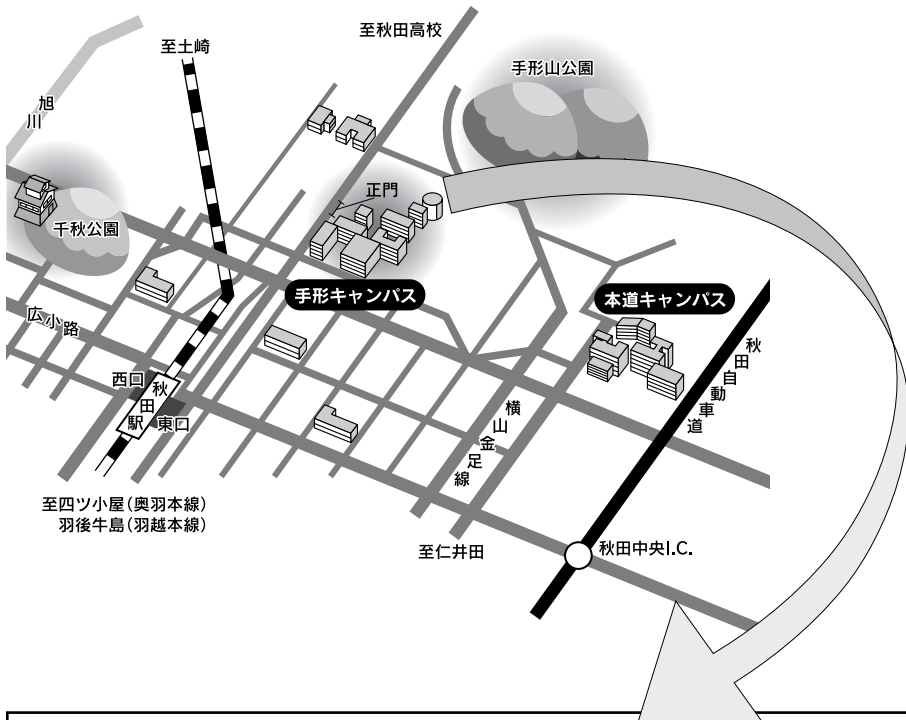 至秋田高校
至土崎
手形山公園
旭川
正門
千秋公園
手形キャンパス
本道キャンパス
広小路
秋田自動車道
西口
秋田駅
東口
横山金足線
至四ツ小屋(奥羽本線)
羽後牛島(羽越本線)
至仁井田
秋田中央I.C.